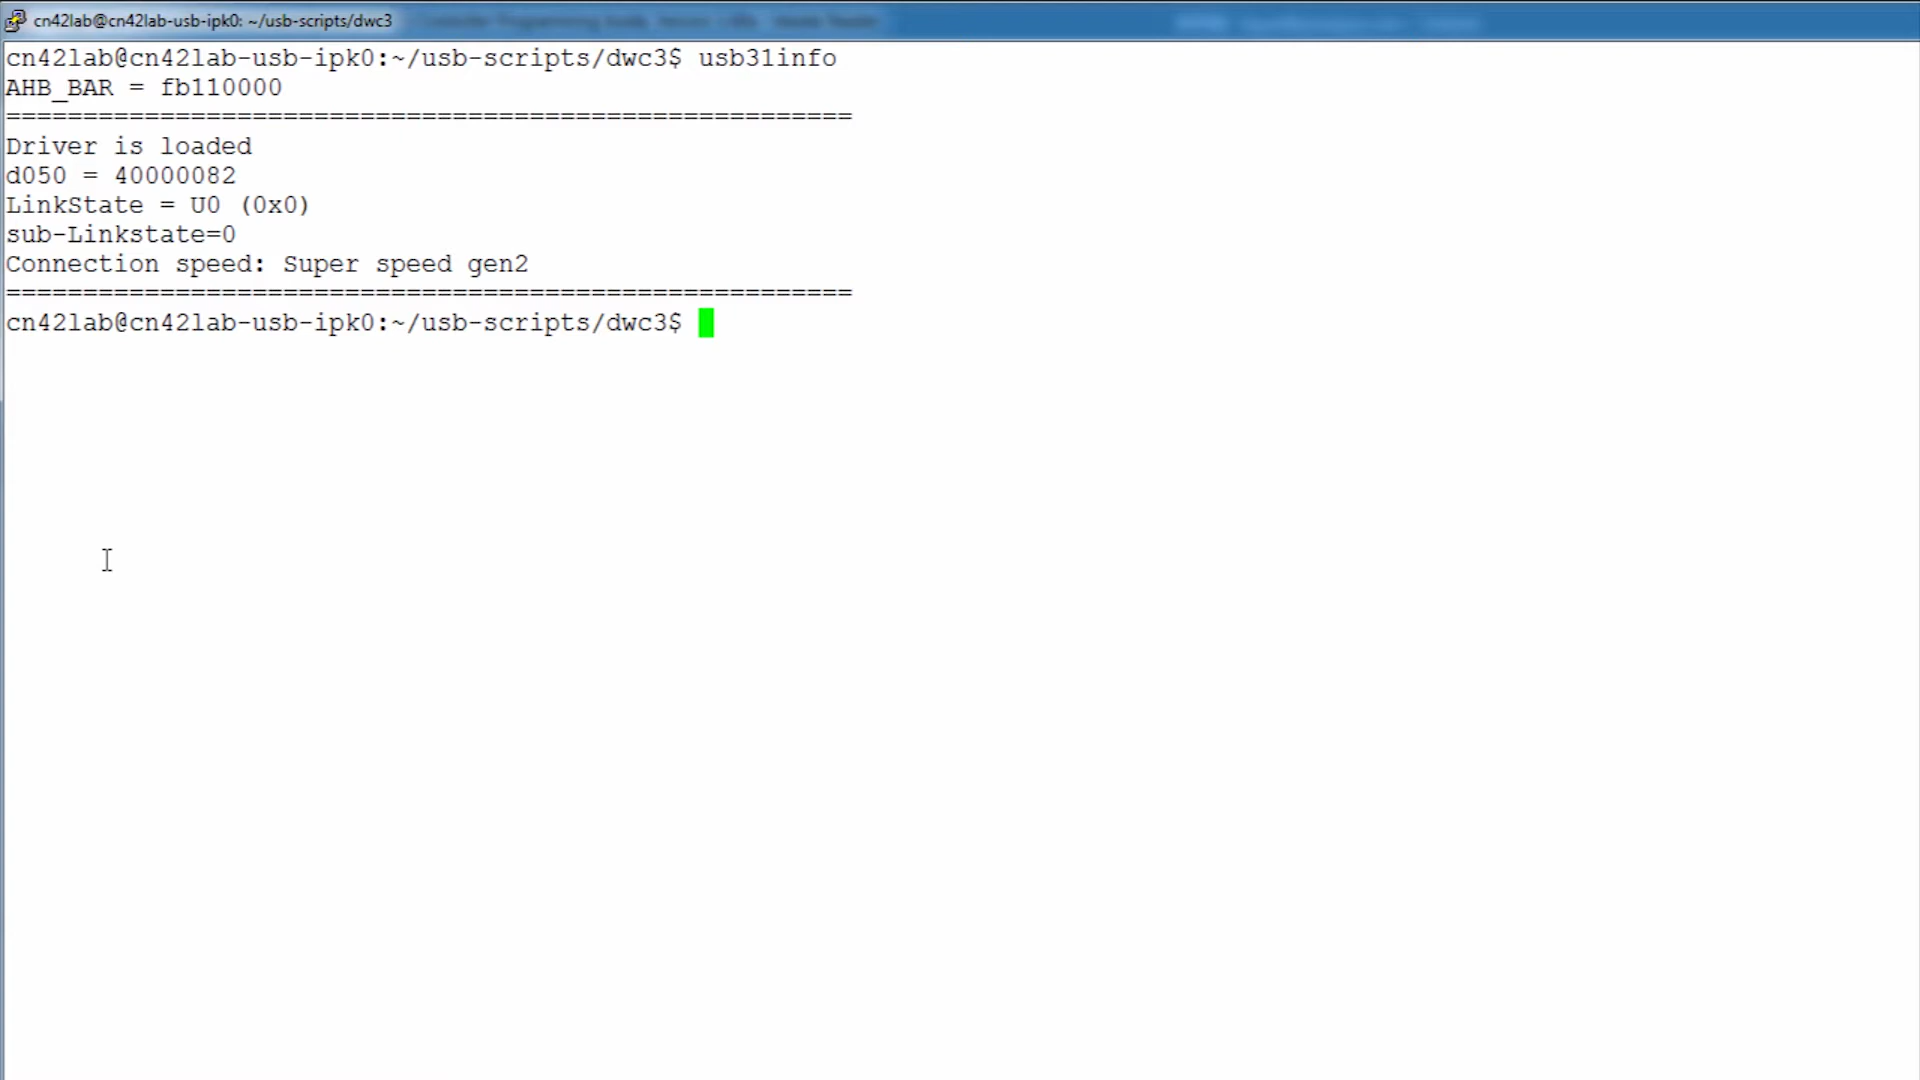 cn42lab@cn42lab-usb-ipk0: ~/usb-scripts/dwc3
cn42lab@cn42lab-usb-ipk0:~/usb-scripts/dwc3$ usb31info
AHB_BAR = fb110000
=======================================================
Driver is loaded
d050 = 40000082
LinkState = U0 (0x0)
sub-Linkstate=0
Connection speed: Super speed gen2
=======================================================
cn42lab@cn42lab-usb-ipk0:~/usb-scripts/dwc3$